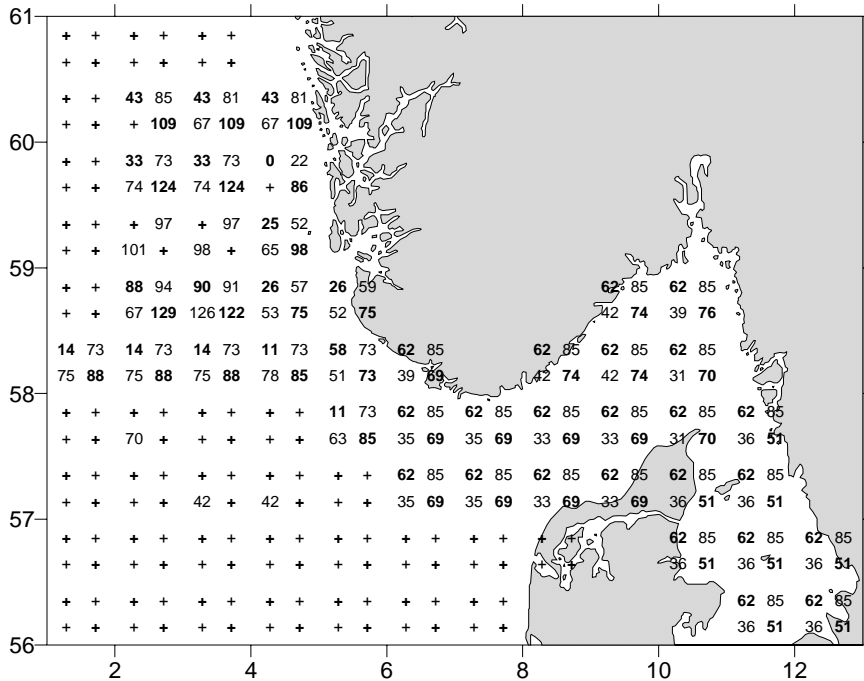 61
+ + + + + +
+ + + + + +
+ + 43 85 43 81 43 81
+ + + 109 67 109 67 109
60
+ + 33 73 33 73 0 22
+ + 74 124 74 124 + 86
+ + + 97 + 97 25 52
+ + 101 + 98 + 65 98
59
+ + 88 94 90 91 26 57 26 59 62 85 62 85
+ + 67 129 126 122 53 75 52 75 42 74 39 76
14 73 14 73 14 73 11 73 58 73 62 85 62 85 62 85 62 85
75 88 75 88 75 88 78 85 51 73 39 69 42 74 42 74 31 70
58
+ + + + + + + + 11 73 62 85 62 85 62 85 62 85 62 85 62 85
+ + 70 + + + + + 63 85 35 69 35 69 33 69 33 69 31 70 36 51
+ + + + + + + + + + 62 85 62 85 62 85 62 85 62 85 62 85
+ + + + 42 + 42 + + + 35 69 35 69 33 69 33 69 36 51 36 51
57
+ + + + + + + + + + + + + + + + 62 85 62 85 62 85
+ + + + + + + + + + + + + + + + 36 51 36 51 36 51
+ + + + + + + + + + + + + + 62 85 62 85
+ + + + + + + + + + + + + + 36 51 36 51
56
2 4 6 8 10 12